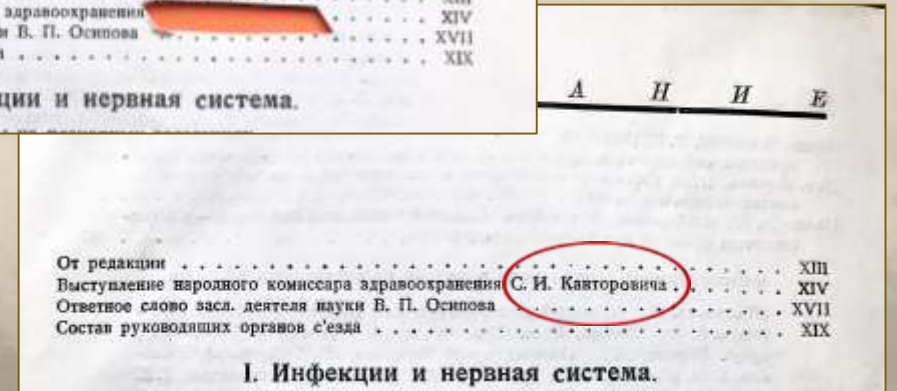 здравоохранения . . . . . XIV
и В. П. Осипова . . . . . . . . . . . . . . XVII
. . . . . . . . . . . . . . . . . . . . XIX
ции и нервная система.
А Н И Е
От редакции . . . . . . . . . . . . . . . . . . . . . . . . XIII
Выступление народного комиссара здравоохранения С. И. Канторовича . . . . . . . XIV
Ответное слово засл. деятеля науки В. П. Осипова . . . . . . . . . . . . . . XVII
Состав руководящих органов с'езда . . . . . . . . . . . . . . . . . . . . XIX
I. Инфекции и нервная система.